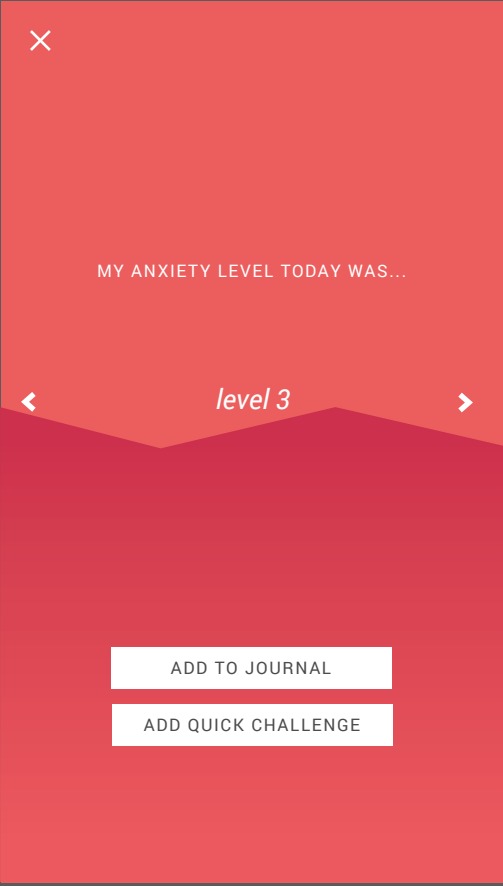 MY ANXIETY LEVEL TODAY WAS...
level 3
ADD TO JOURNAL
ADD QUICK CHALLENGE